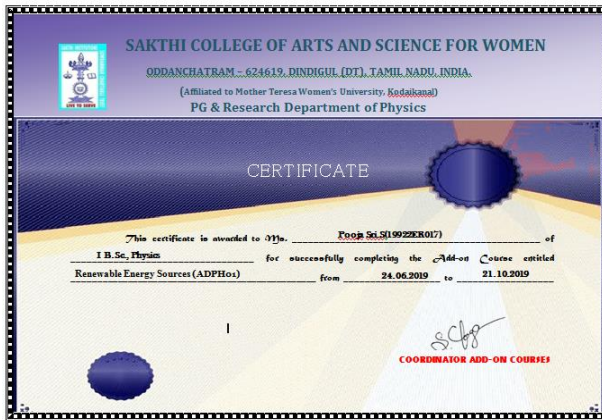 SAKTHI COLLEGE OF ARTS AND SCIENCE FOR WOMEN
ODDANCHATRAM – 624619, DINDIGUL (DT), TAMIL NADU, INDIA.
(Affiliated to Mother Teresa Women's University, Kodaikanal)
PG & Research Department of Physics
CERTIFICATE
This certificate is awarded to Ms. Pooja Sri.S of
I B.Sc., Physics for successfully completing the Add-on Course entitled
Renewable Energy Sources (ADPH01) from 24.06.2019 to 21.10.2019
COORDINATOR ADD-ON COURSES
LIVE TO SERVE